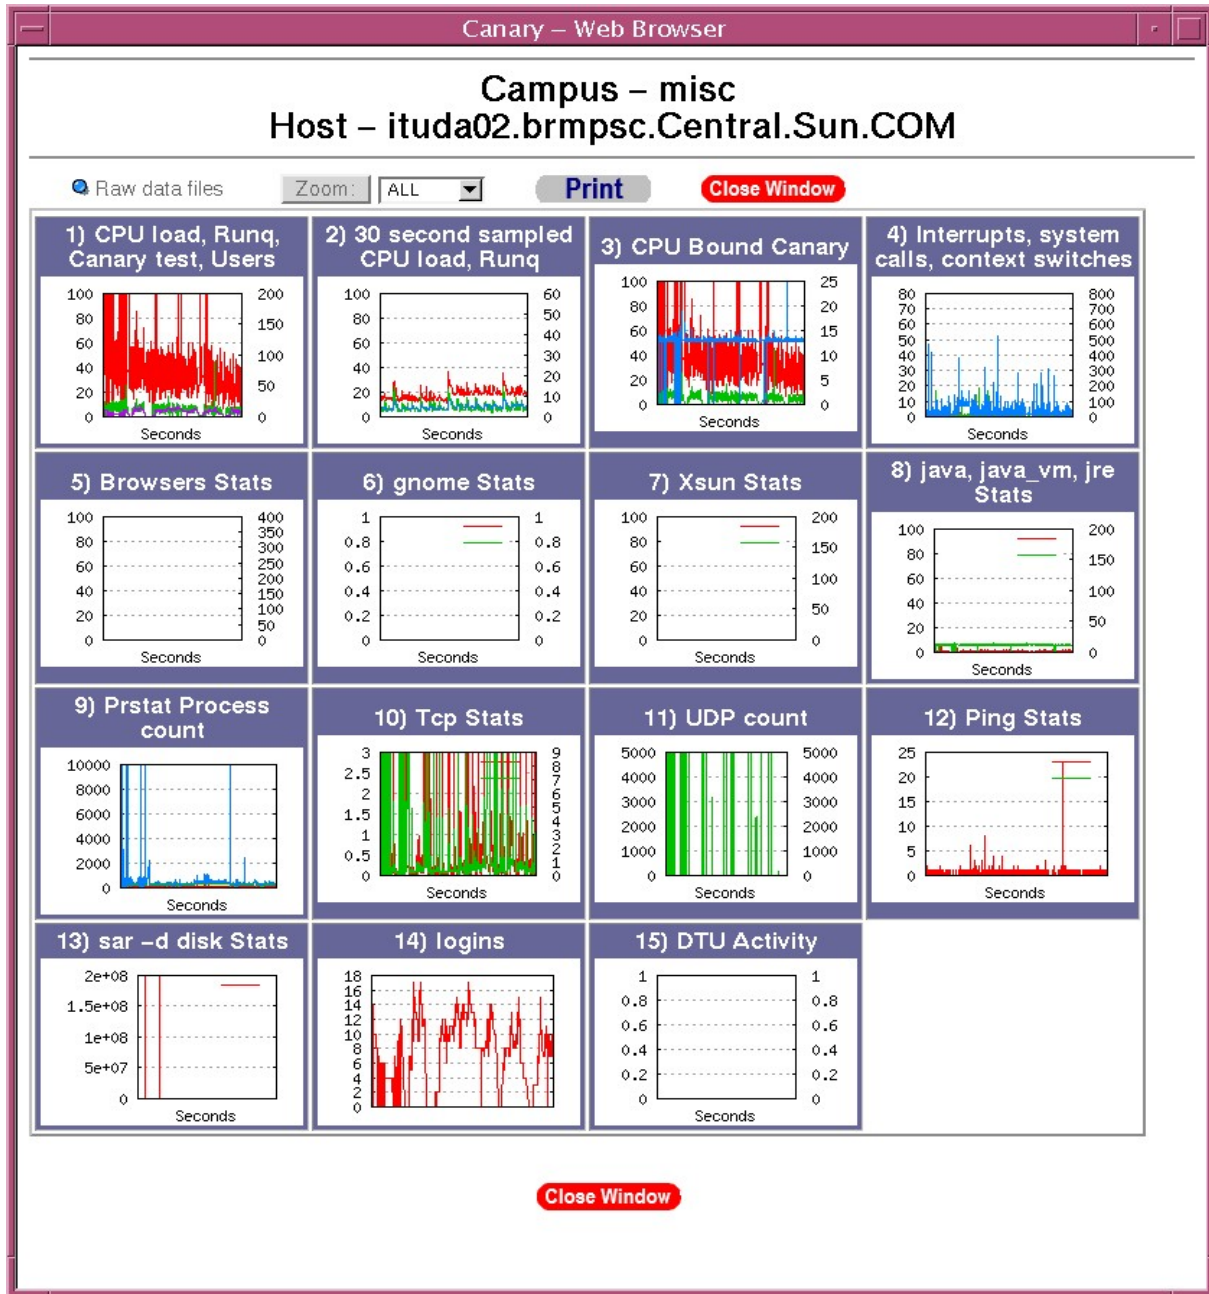 Canary – Web Browser
Campus – misc
Host – ituda02.brmpsc.Central.Sun.COM
Raw data files Zoom: ALL Print Close Window
1) CPU load, Runq,
Canary test, Users
100 80 60 40 20 0
200 150 100 50 0
Seconds
2) 30 second sampled
CPU load, Runq
100 80 60 40 20 0
60 50 40 30 20 10 0
Seconds
3) CPU Bound Canary
100 80 60 40 20 0
25 20 15 10 5 0
Seconds
4) Interrupts, system
calls, context switches
80 70 60 50 40 30 20 10 0
800 700 600 500 400 300 200 100 0
Seconds
5) Browsers Stats
100 80 60 40 20 0
400 350 300 250 200 150 100 50 0
Seconds
6) gnome Stats
1 0.8 0.6 0.4 0.2 0
1 0.8 0.6 0.4 0.2 0
Seconds
7) Xsun Stats
100 80 60 40 20 0
200 150 100 50 0
Seconds
8) java, java_vm, jre
Stats
100 80 60 40 20 0
200 150 100 50 0
Seconds
9) Prstat Process
count
10000 8000 6000 4000 2000 0
Seconds
10) Tcp Stats
3 2.5 2 1.5 1 0.5 0
9 8 7 6 5 4 3 2 1 0
Seconds
11) UDP count
5000 4000 3000 2000 1000 0
5000 4000 3000 2000 1000 0
Seconds
12) Ping Stats
25 20 15 10 5 0
Seconds
13) sar –d disk Stats
2e+08 1.5e+08 1e+08 5e+07 0
Seconds
14) logins
18 16 14 12 10 8 6 4 2 0
15) DTU Activity
1 0.8 0.6 0.4 0.2 0
1 0.8 0.6 0.4 0.2 0
Seconds
Close Window